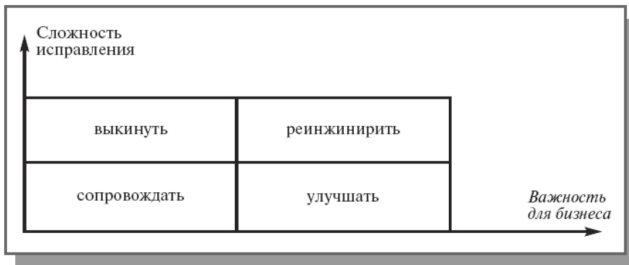 Сложность
исправления
выкинуть
реинжинирить
сопровождать
улучшать
Важность
для бизнеса